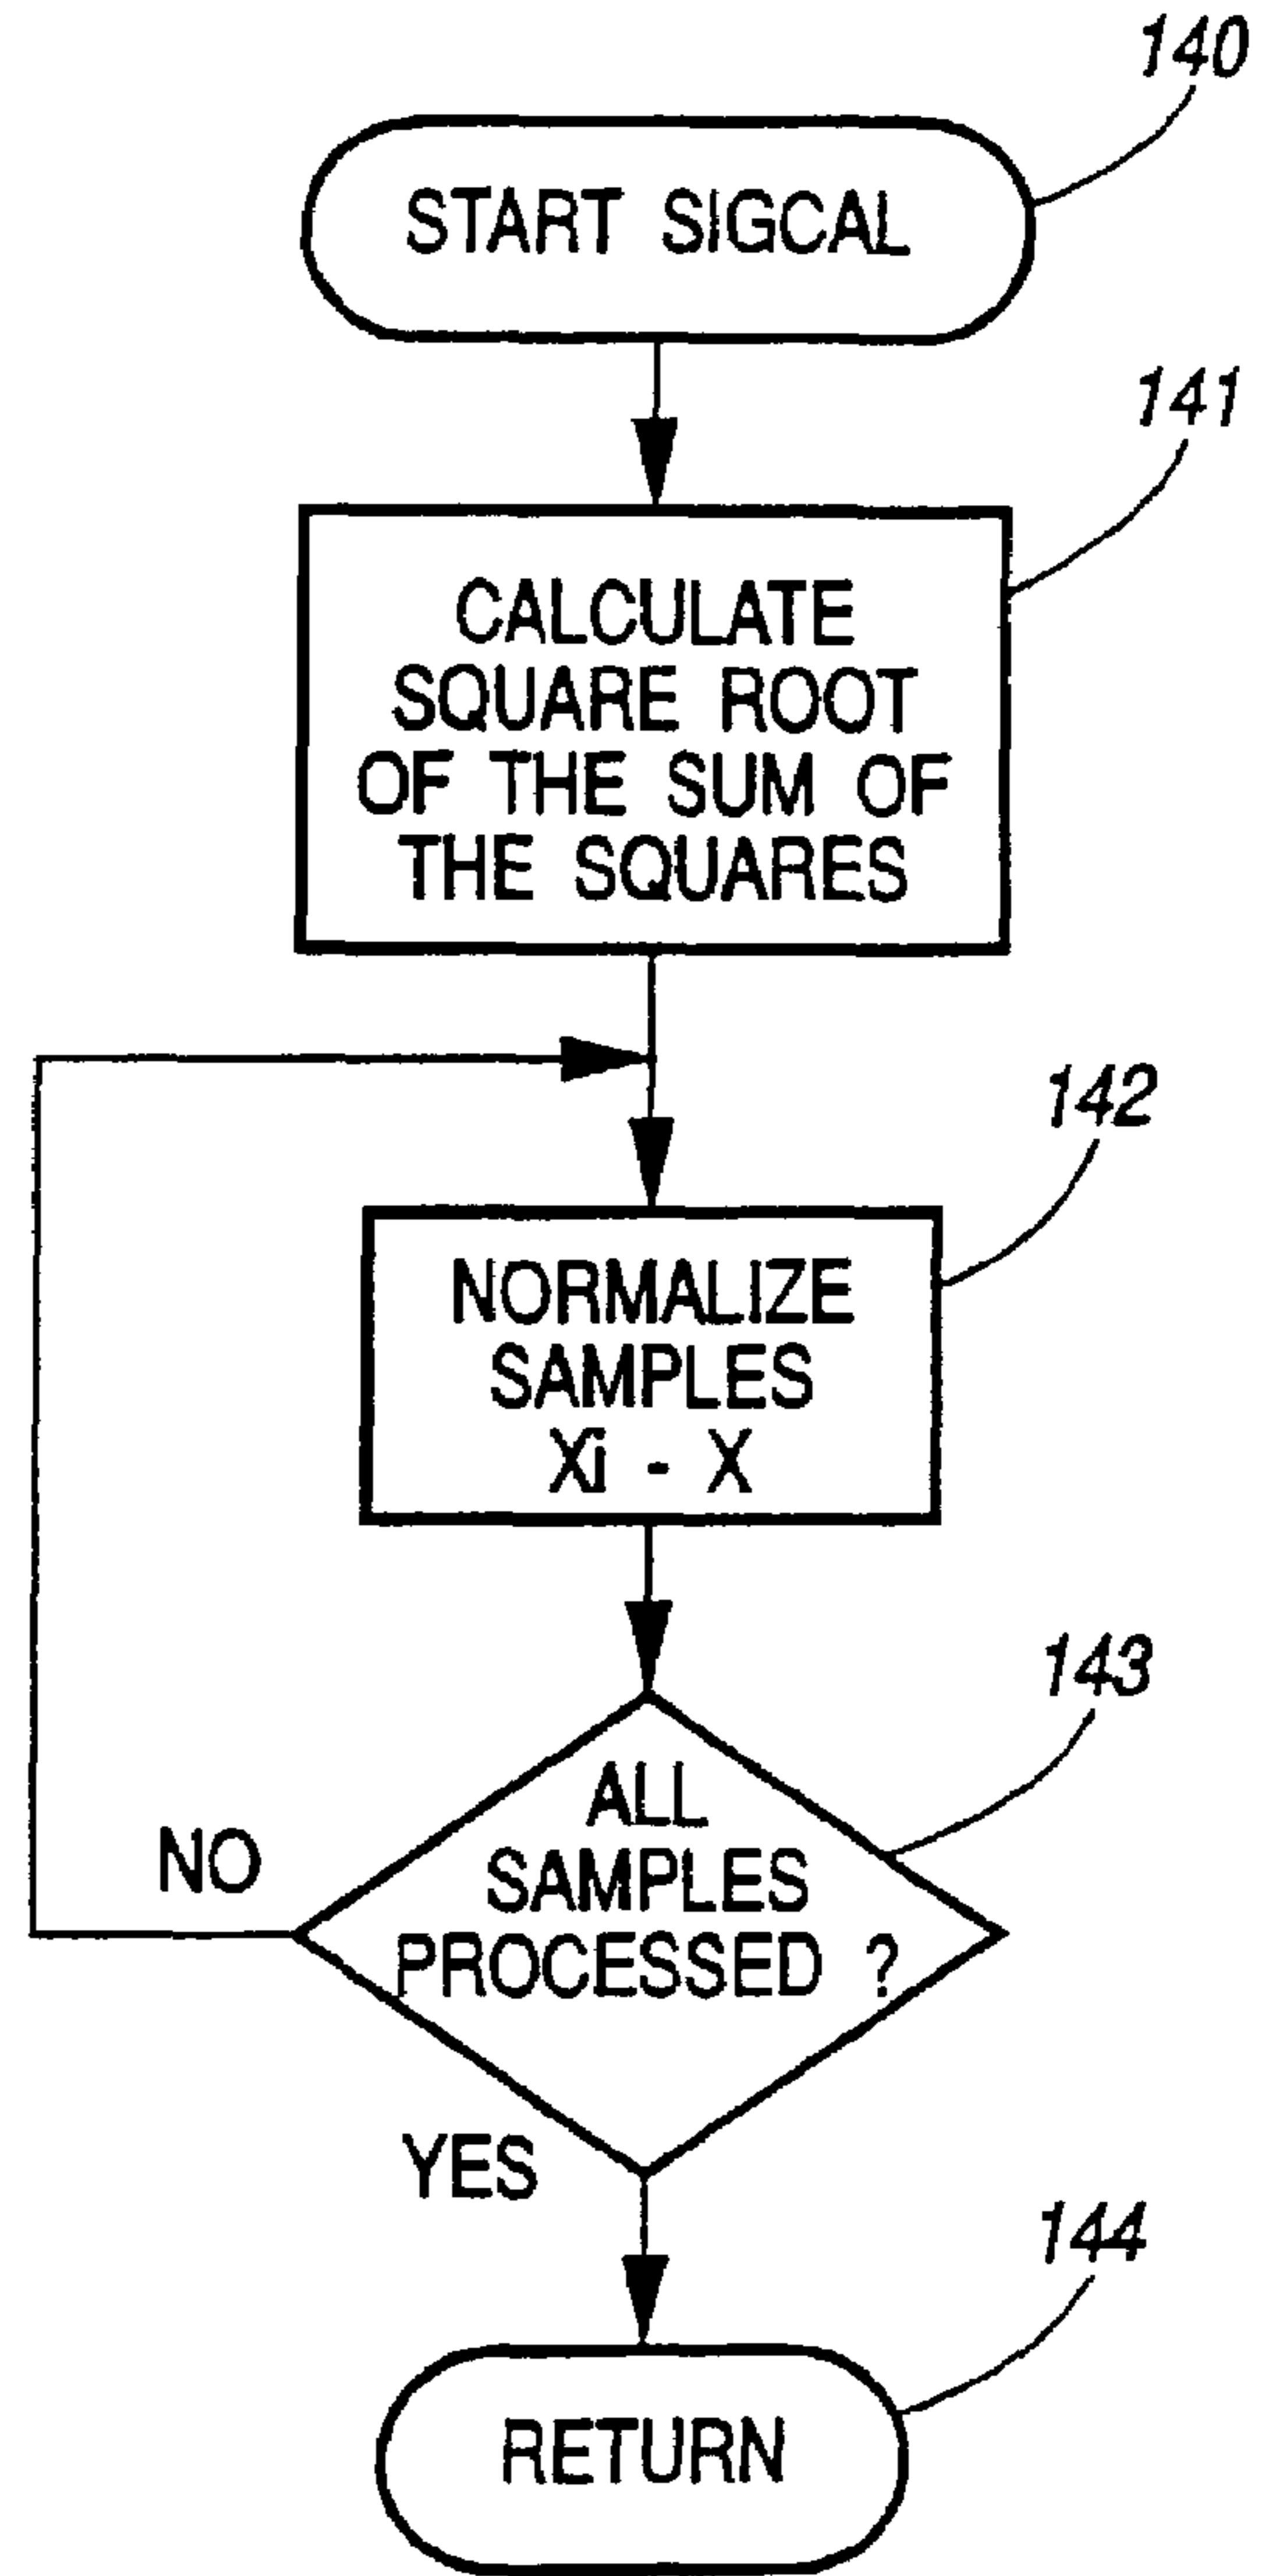 140
START SIGCAL
141
CALCULATE
SQUARE ROOT
OF THE SUM OF
THE SQUARES
142
NORMALIZE
SAMPLES
Xi - X
143
ALL
SAMPLES
PROCESSED ?
NO
YES
144
RETURN